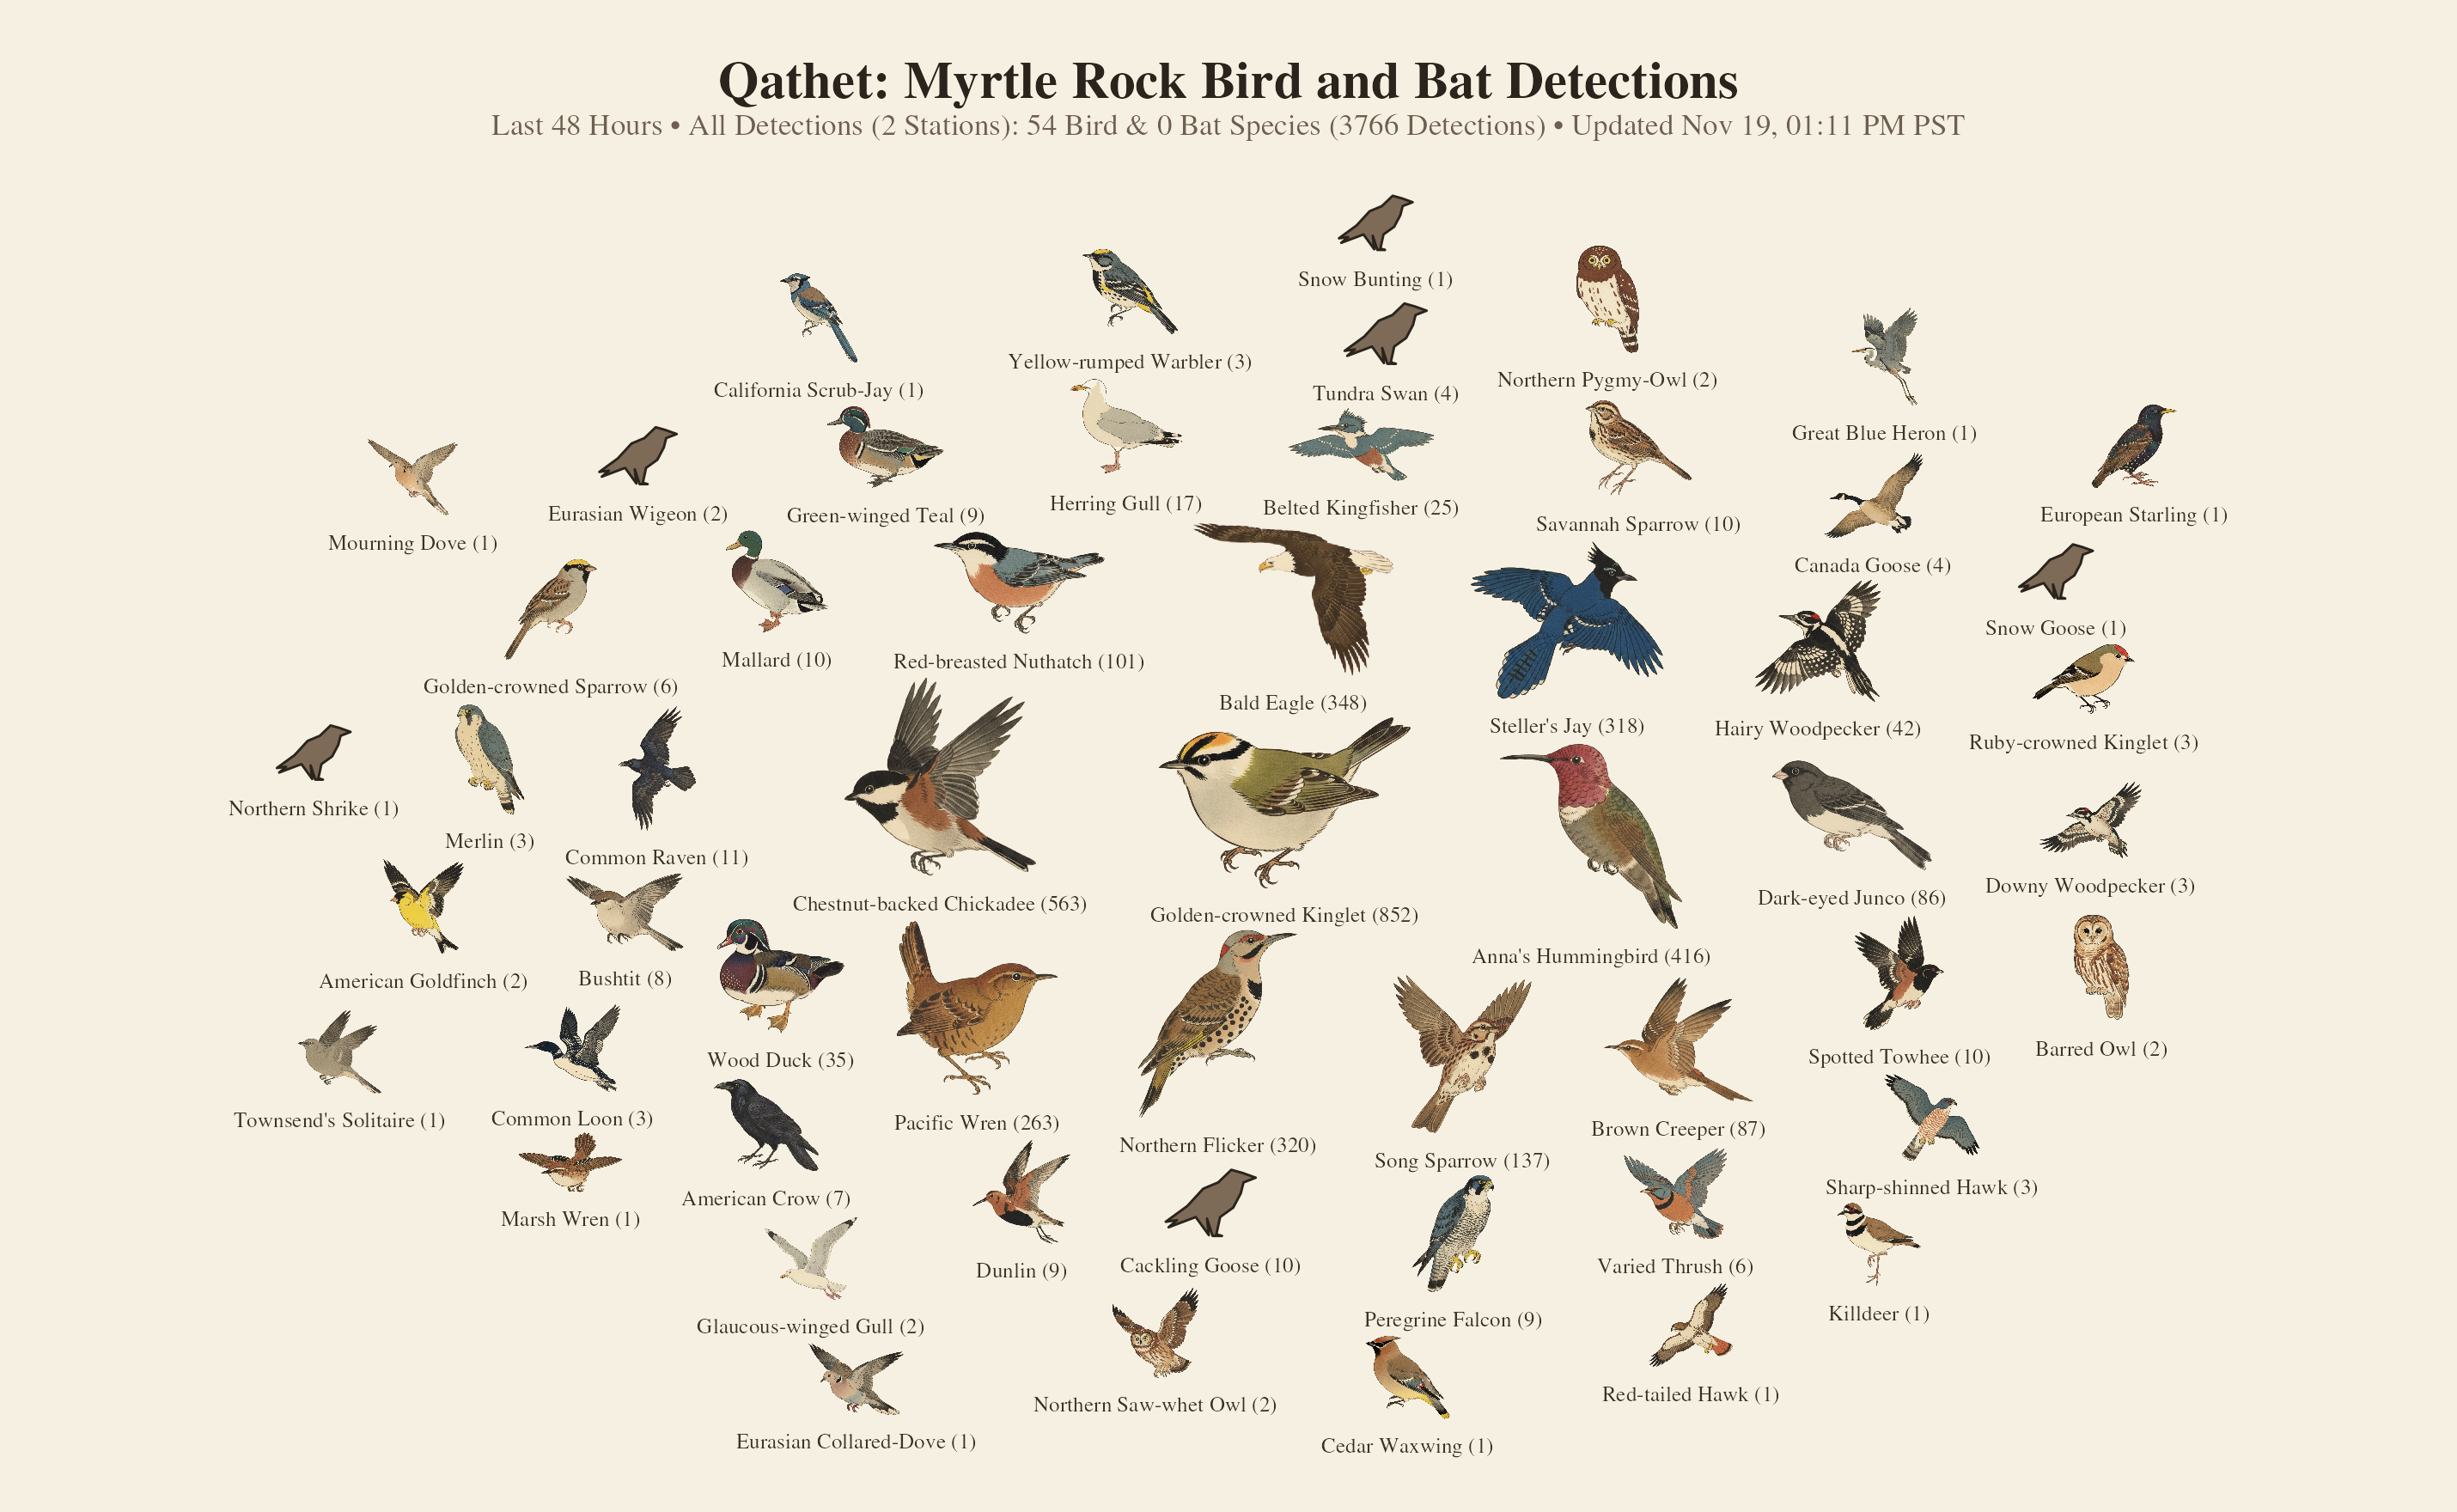 Qathet: Myrtle Rock Bird and Bat Detections
Last 48 Hours • All Detections (2 Stations): 54 Bird & 0 Bat Species (3766 Detections) • Updated Nov 19, 01:11 PM PST
Snow Bunting (1)
Yellow-rumped Warbler (3)
Northern Pygmy-Owl (2)
California Scrub-Jay (1)
Tundra Swan (4)
Great Blue Heron (1)
Herring Gull (17)
Belted Kingfisher (25)
Eurasian Wigeon (2)
Green-winged Teal (9)
European Starling (1)
Savannah Sparrow (10)
Mourning Dove (1)
Canada Goose (4)
Snow Goose (1)
Mallard (10)
Red-breasted Nuthatch (101)
Golden-crowned Sparrow (6)
Bald Eagle (348)
Steller's Jay (318)
Hairy Woodpecker (42)
Ruby-crowned Kinglet (3)
Northern Shrike (1)
Merlin (3)
Common Raven (11)
Downy Woodpecker (3)
Dark-eyed Junco (86)
Chestnut-backed Chickadee (563)
Golden-crowned Kinglet (852)
Anna's Hummingbird (416)
American Goldfinch (2)
Bushtit (8)
Wood Duck (35)
Spotted Towhee (10)
Barred Owl (2)
Townsend's Solitaire (1)
Common Loon (3)
Pacific Wren (263)
Brown Creeper (87)
Northern Flicker (320)
Song Sparrow (137)
American Crow (7)
Sharp-shinned Hawk (3)
Marsh Wren (1)
Dunlin (9)
Cackling Goose (10)
Varied Thrush (6)
Killdeer (1)
Peregrine Falcon (9)
Glaucous-winged Gull (2)
Red-tailed Hawk (1)
Northern Saw-whet Owl (2)
Eurasian Collared-Dove (1)
Cedar Waxwing (1)